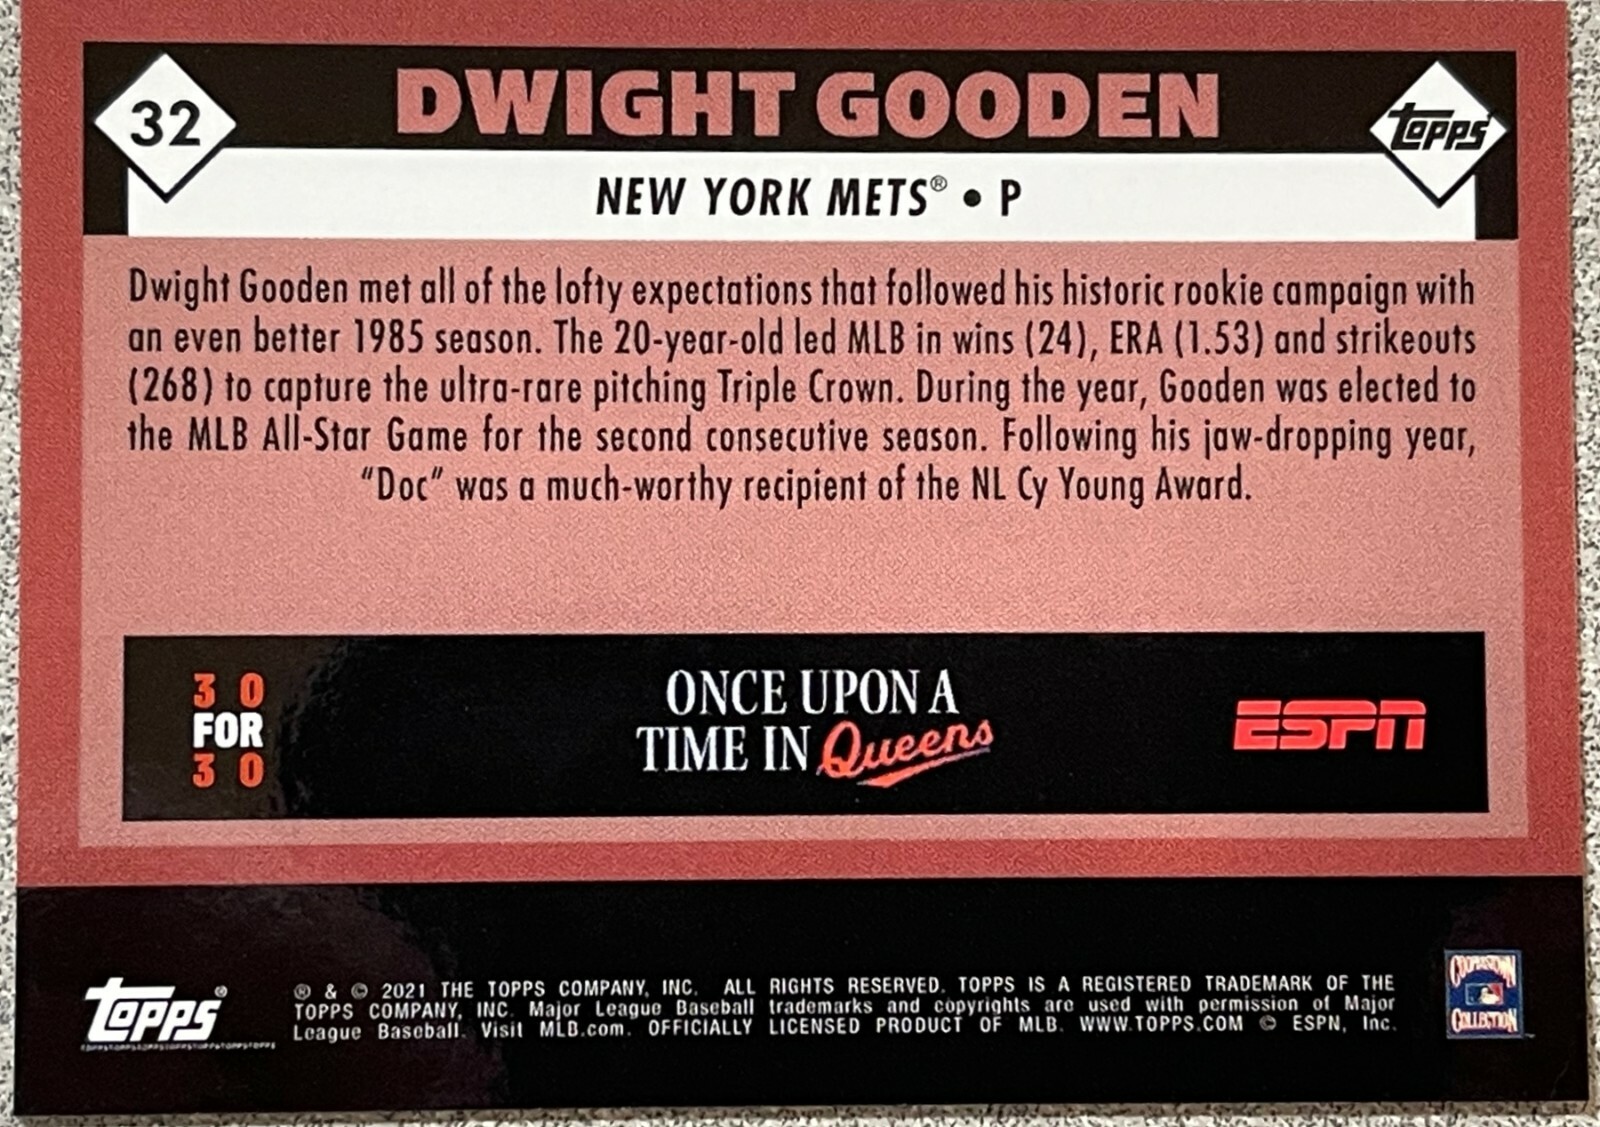 32
DWIGHT GOODEN
Topps
NEW YORK METS® • P
Dwight Gooden met all of the lofty expectations that followed his historic rookie campaign with
an even better 1985 season. The 20-year-old led MLB in wins (24), ERA (1.53) and strikeouts
(268) to capture the ultra-rare pitching Triple Crown. During the year, Gooden was elected to
the MLB All-Star Game for the second consecutive season. Following his jaw-dropping year,
“Doc” was a much-worthy recipient of the NL Cy Young Award.
30
FOR
30
ONCE UPON A
TIME IN Queens
ESPN
Topps®
® & © 2021 THE TOPPS COMPANY, INC. ALL RIGHTS RESERVED. TOPPS IS A REGISTERED TRADEMARK OF THE
TOPPS COMPANY, INC. Major League Baseball trademarks and copyrights are used with permission of Major
League Baseball. Visit MLB.com. OFFICIALLY LICENSED PRODUCT OF MLB. WWW.TOPPS.COM © ESPN, Inc.
COOPERSTOWN
COLLECTION